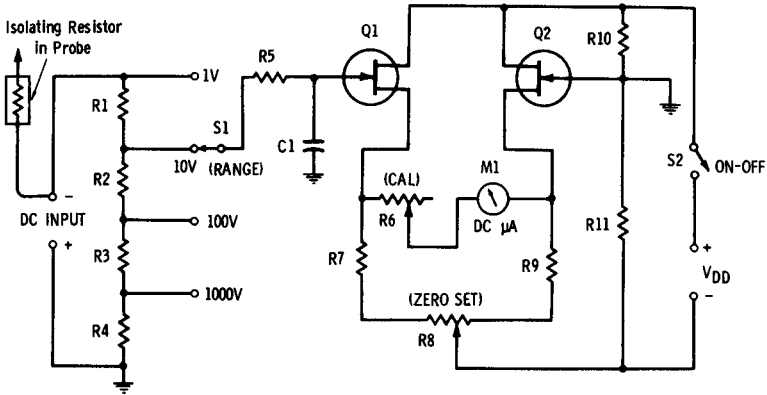 Isolating Resistor
in Probe
R1
R2
R3
R4
1V
10V
100V
1000V
S1
(RANGE)
DC INPUT
-
+
R5
C1
Q1
Q2
(CAL)
R6
M1
DC μA
R7
R9
(ZERO SET)
R8
R10
R11
S2
ON-OFF
+
VDD
-